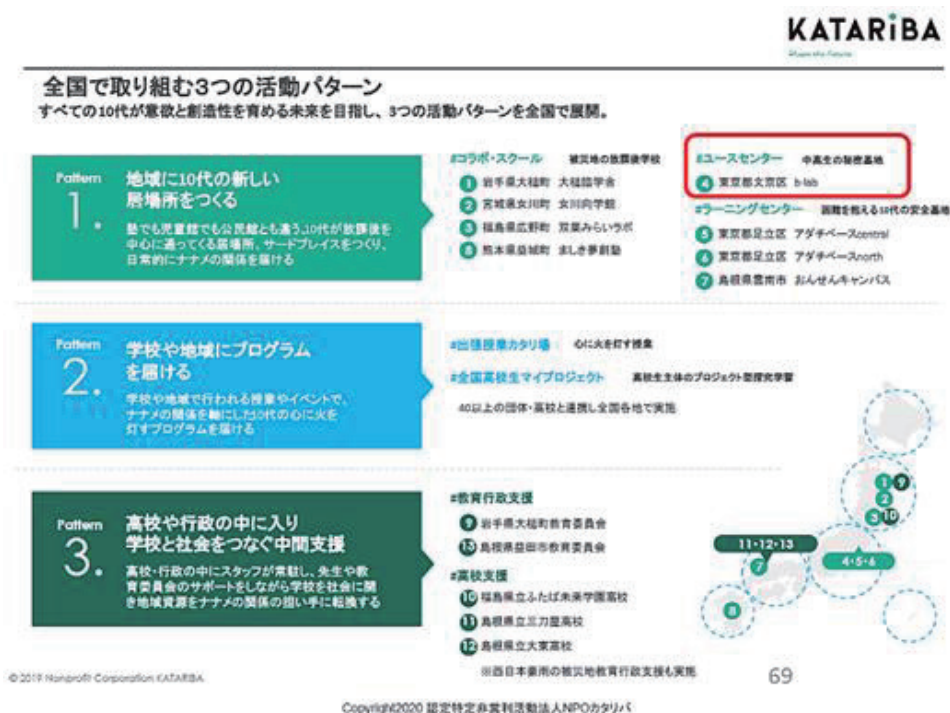 KATARiBA
全国で取り組む3つの活動パターン
すべての10代が意欲と創造性を育める未来を目指し、3つの活動パターンを全国で展開。
Pattern
1.
地域に10代の新しい
居場所をつくる
塾でも児童館でも公民館とも違う、10代が放課後を
中心に通ってくる居場所、サードプレイスをつくり、
日常的にナナメの関係を届ける
#コラボ・スクール 被災地の放課後学校
1 岩手県大槌町 大槌臨学舎
2 宮城県女川町 女川向学館
3 福島県広野町 双葉みらいラボ
8 熊本県益城町 ましき夢創塾
#ユースセンター 中高生の秘密基地
4 東京都文京区 b-lab
#ラーニングセンター 困難を抱える10代の安全基地
5 東京都足立区 アダチベースcentral
6 東京都足立区 アダチベースnorth
7 島根県雲南市 おんせんキャンパス
Pattern
2.
学校や地域にプログラム
を届ける
学校や地域で行われる授業やイベントで、
ナナメの関係を軸にした10代の心に火を
灯すプログラムを届ける
#出張授業カタリ場 心に火を灯す授業
#全国高校生マイプロジェクト 高校生主体のプロジェクト型探究学習
40以上の団体・高校と連携し全国各地で実施
Pattern
3.
高校や行政の中に入り
学校と社会をつなぐ中間支援
高校・行政の中にスタッフが常駐し、先生や教
育委員会のサポートをしながら学校を社会に開
き地域資源をナナメの関係の担い手に転換する
#教育行政支援
9 岩手県大槌町教育委員会
13 島根県益田市教育委員会
#高校支援
10 福島県立ふたば未来学園高校
11 島根県立三刀屋高校
12 島根県立大東高校
※西日本豪雨の被災地教育行政支援も実施
1 9
2
3 10
11・12・13
7
4・5・6
8
© 2019 Nonprofit Corporation KATARIBA
69
Copyright2020 認定特定非営利活動法人NPOカタリバ